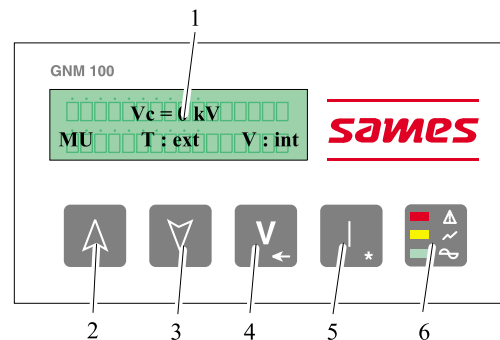 1
GNM 100
Vc = 0 kV
MU T : ext V : int
sames
V
*
2 3 4 5 6